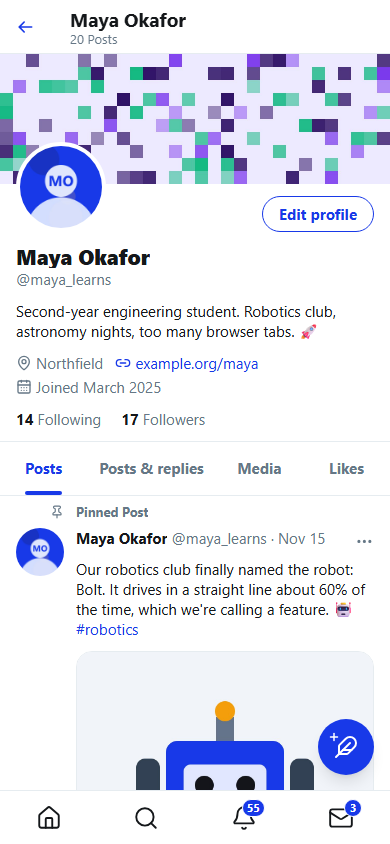 Maya Okafor
20 Posts
MO
Edit profile
Maya Okafor
@maya_learns
Second-year engineering student. Robotics club,
astronomy nights, too many browser tabs. 🚀
Northfield example.org/maya
Joined March 2025
14 Following 17 Followers
Posts Posts & replies Media Likes
Pinned Post
MO
Maya Okafor @maya_learns · Nov 15
Our robotics club finally named the robot:
Bolt. It drives in a straight line about 60% of
the time, which we're calling a feature. 🤖
#robotics
55 3